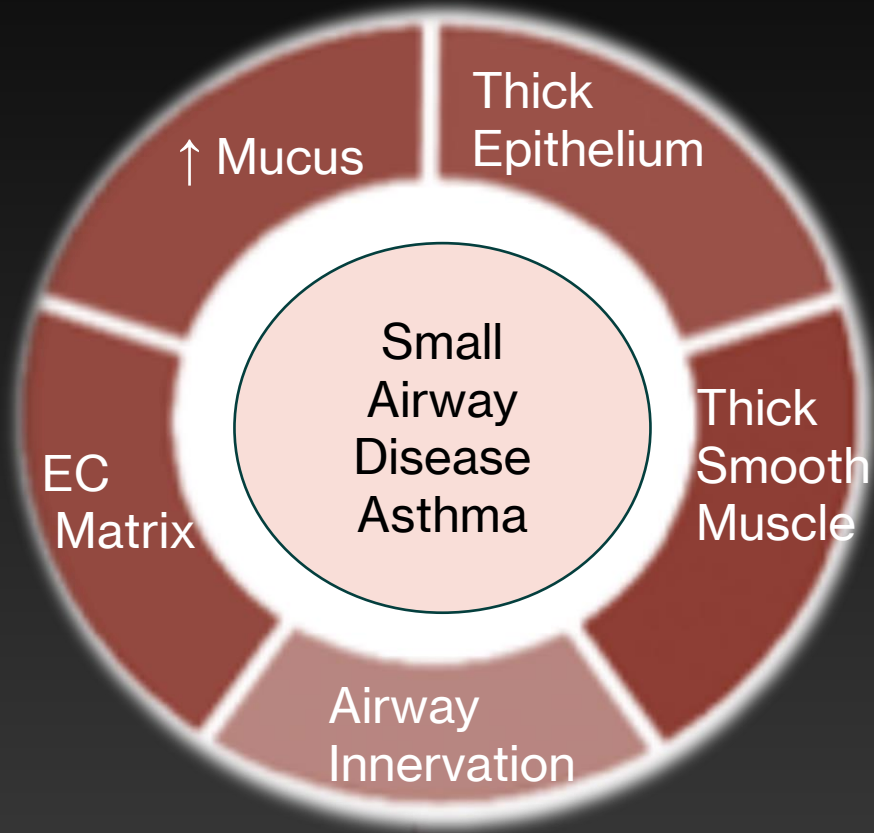 Thick
Epithelium
↑ Mucus
Small
Airway
Disease
Asthma
Thick
Smooth
Muscle
EC
Matrix
Airway
Innervation